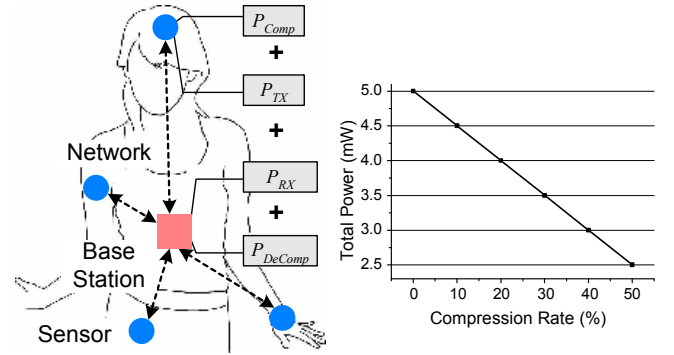 P_Comp
+
P_TX
+
Network
P_RX
+
Base
Station
P_DeComp
Sensor
Total Power (mW)
5.0
4.5
4.0
3.5
3.0
2.5
0 10 20 30 40 50
Compression Rate (%)